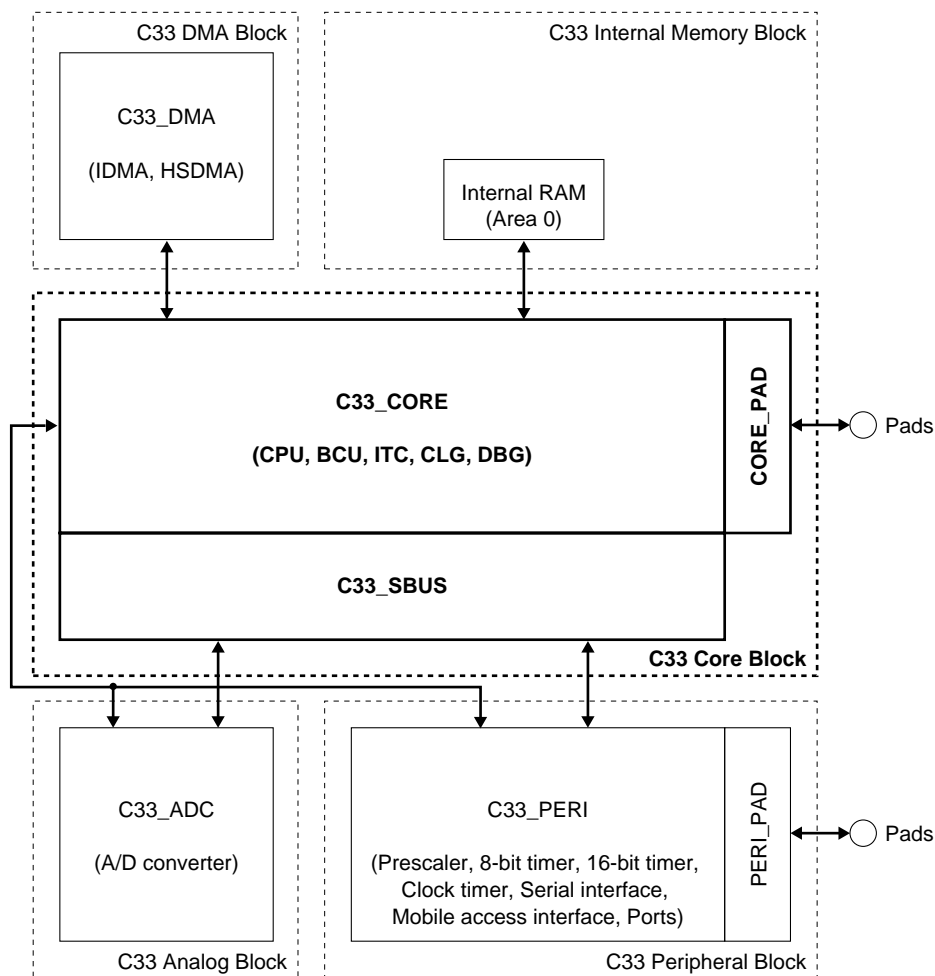 C33 DMA Block
C33 Internal Memory Block
C33_DMA
(IDMA, HSDMA)
Internal RAM
(Area 0)
C33_CORE
(CPU, BCU, ITC, CLG, DBG)
CORE_PAD
Pads
C33_SBUS
C33 Core Block
C33_ADC
(A/D converter)
C33_PERI
(Prescaler, 8-bit timer, 16-bit timer,
Clock timer, Serial interface,
Mobile access interface, Ports)
PERI_PAD
Pads
C33 Analog Block
C33 Peripheral Block